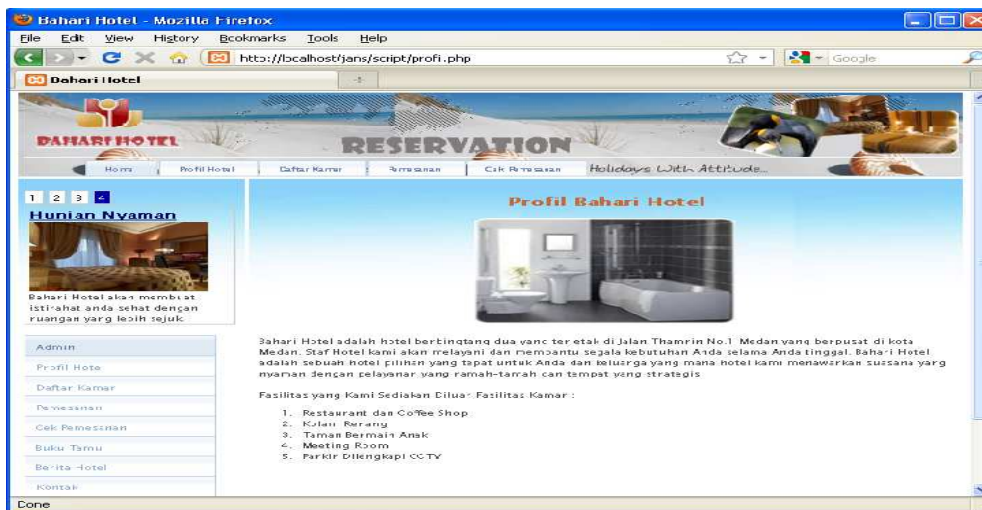 Bahari Hotel - Mozilla Firefox
File Edit View History Bookmarks Tools Help
http://localhost/jans/script/profi.php
Google
Bahari Hotel
BAHARI HOTEL
RESERVATION
Home Profil Hotel Daftar Kamar Pemesanan Cek Pemesanan Holidays With Attitude...
1 2 3 4
Profil Bahari Hotel
Hunian Nyaman
Bahari Hotel akan membuat
istirahat anda sehat dengan
ruangan yang lebih sejuk.
Admin
Profil Hotel
Daftar Kamar
Pemesanan
Cek Pemesanan
Buku Tamu
Berita Hotel
Kontak
Bahari Hotel adalah hotel berbintang dua yang terletak di Jalan Thamrin No.1 Medan yang berpusat di kota
Medan. Staf Hotel kami akan melayani dan membantu segala kebutuhan Anda selama Anda tinggal. Bahari Hotel
adalah sebuah hotel pilihan yang tepat untuk Anda dan keluarga yang mana hotel kami menawarkan suasana yang
nyaman dengan pelayanan yang ramah-tamah dan tempat yang strategis
Fasilitas yang Kami Sediakan Diluar Fasilitas Kamar :
1. Restaurant dan Coffee Shop
2. Kolam Renang
3. Taman Bermain Anak
4. Meeting Room
5. Parkir Dilengkapi CCTV
Done